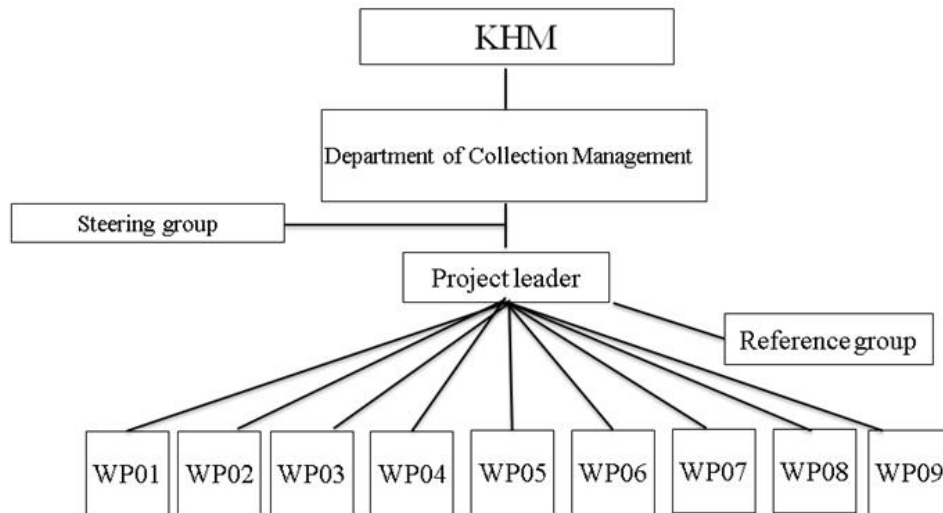 KHM
Department of Collection Management
Steering group
Project leader
Reference group
WP01
WP02
WP03
WP04
WP05
WP06
WP07
WP08
WP09